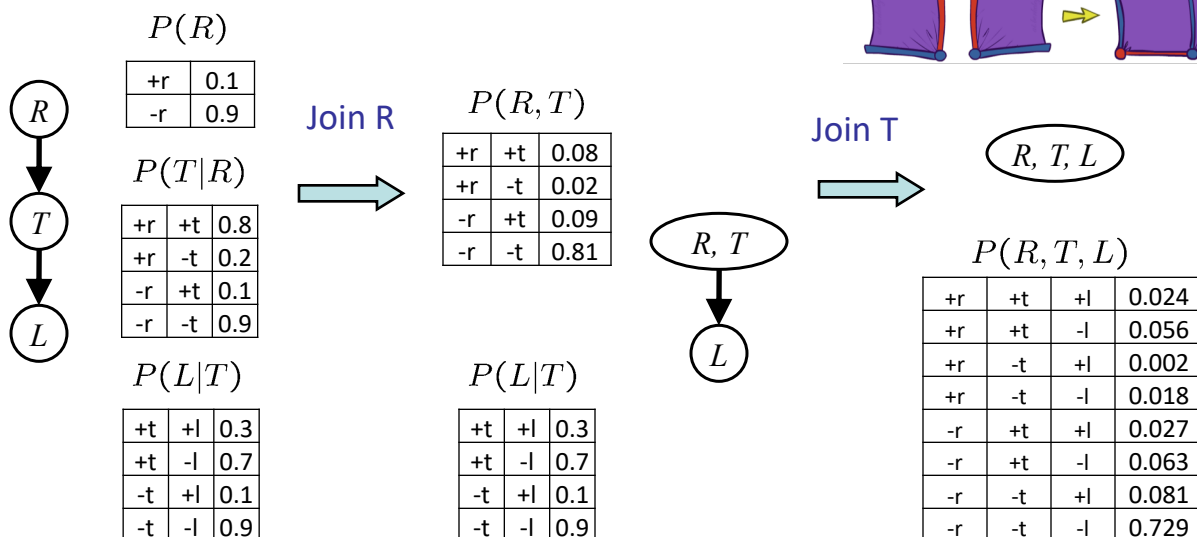 P(R)
+r 0.1
-r 0.9
R
T
L
P(T|R)
+r +t 0.8
+r -t 0.2
-r +t 0.1
-r -t 0.9
P(L|T)
+t +l 0.3
+t -l 0.7
-t +l 0.1
-t -l 0.9
Join R
P(R, T)
+r +t 0.08
+r -t 0.02
-r +t 0.09
-r -t 0.81
P(L|T)
+t +l 0.3
+t -l 0.7
-t +l 0.1
-t -l 0.9
R, T
L
Join T
R, T, L
P(R, T, L)
+r +t +l 0.024
+r +t -l 0.056
+r -t +l 0.002
+r -t -l 0.018
-r +t +l 0.027
-r +t -l 0.063
-r -t +l 0.081
-r -t -l 0.729